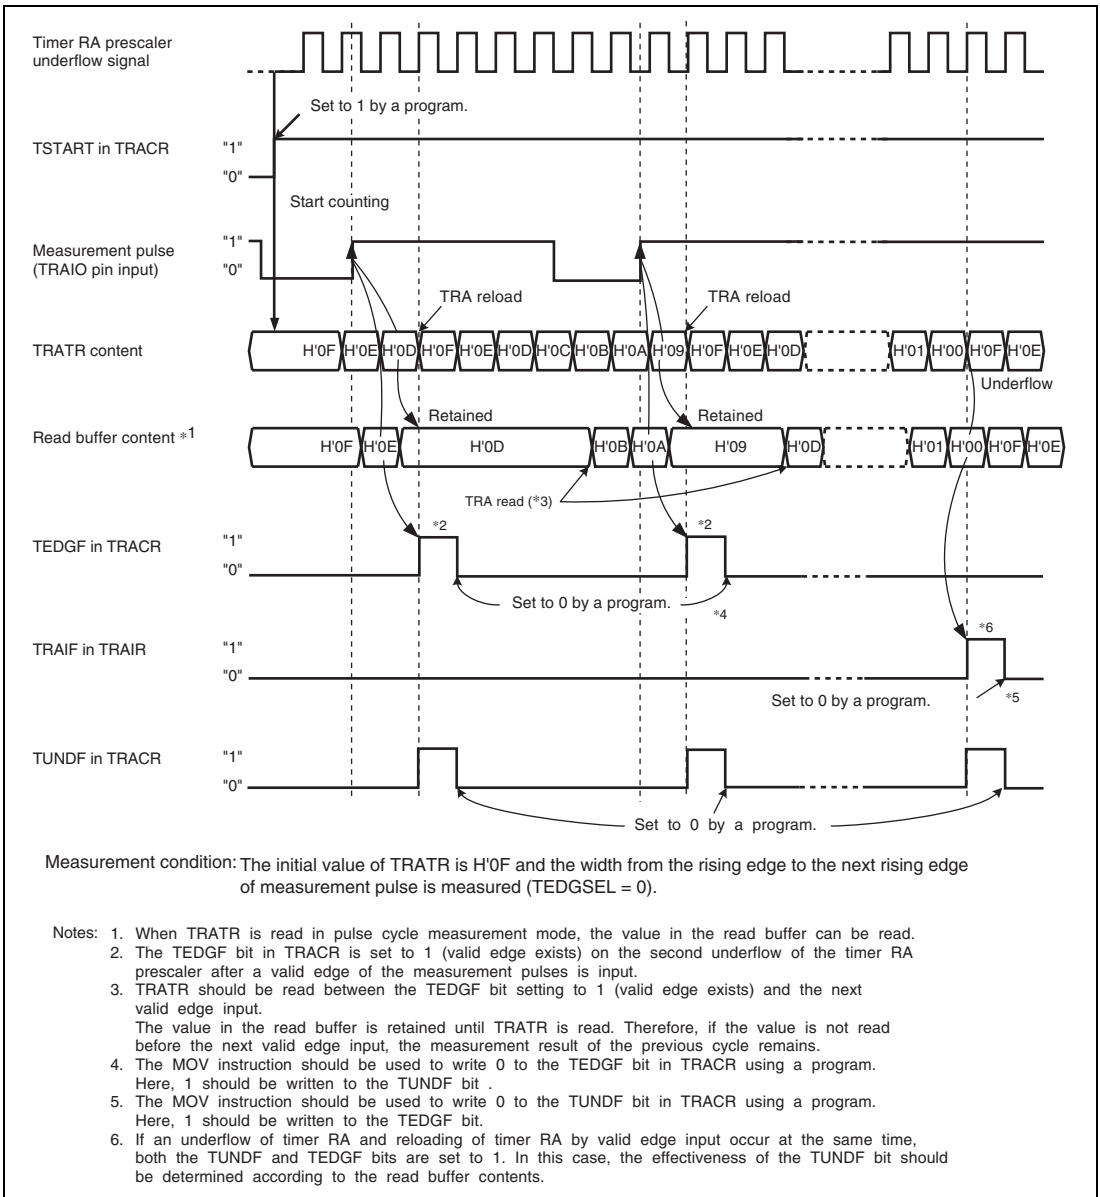 Timer RA prescaler
underflow signal
Set to 1 by a program.
TSTART in TRACR
"1"
"0"
Start counting
Measurement pulse
(TRAIO pin input)
"1"
"0"
TRA reload
TRA reload
TRATR content
H'0F H'0E H'0D H'0F H'0E H'0D H'0C H'0B H'0A H'09 H'0F H'0E H'0D H'01 H'00 H'0F H'0E
Underflow
Retained
Retained
Read buffer content *1
H'0F H'0E H'0D H'0B H'0A H'09 H'0D H'01 H'00 H'0F H'0E
TRA read (*3)
*2
*2
TEDGF in TRACR
"1"
"0"
Set to 0 by a program.
*4
*6
TRAIF in TRAIR
"1"
"0"
Set to 0 by a program.
*5
TUNDF in TRACR
"1"
"0"
Set to 0 by a program.
Measurement condition: The initial value of TRATR is H'0F and the width from the rising edge to the next rising edge
of measurement pulse is measured (TEDGSEL = 0).
Notes: 1. When TRATR is read in pulse cycle measurement mode, the value in the read buffer can be read.
2. The TEDGF bit in TRACR is set to 1 (valid edge exists) on the second underflow of the timer RA
prescaler after a valid edge of the measurement pulses is input.
3. TRATR should be read between the TEDGF bit setting to 1 (valid edge exists) and the next
valid edge input.
The value in the read buffer is retained until TRATR is read. Therefore, if the value is not read
before the next valid edge input, the measurement result of the previous cycle remains.
4. The MOV instruction should be used to write 0 to the TEDGF bit in TRACR using a program.
Here, 1 should be written to the TUNDF bit .
5. The MOV instruction should be used to write 0 to the TUNDF bit in TRACR using a program.
Here, 1 should be written to the TEDGF bit.
6. If an underflow of timer RA and reloading of timer RA by valid edge input occur at the same time,
both the TUNDF and TEDGF bits are set to 1. In this case, the effectiveness of the TUNDF bit should
be determined according to the read buffer contents.